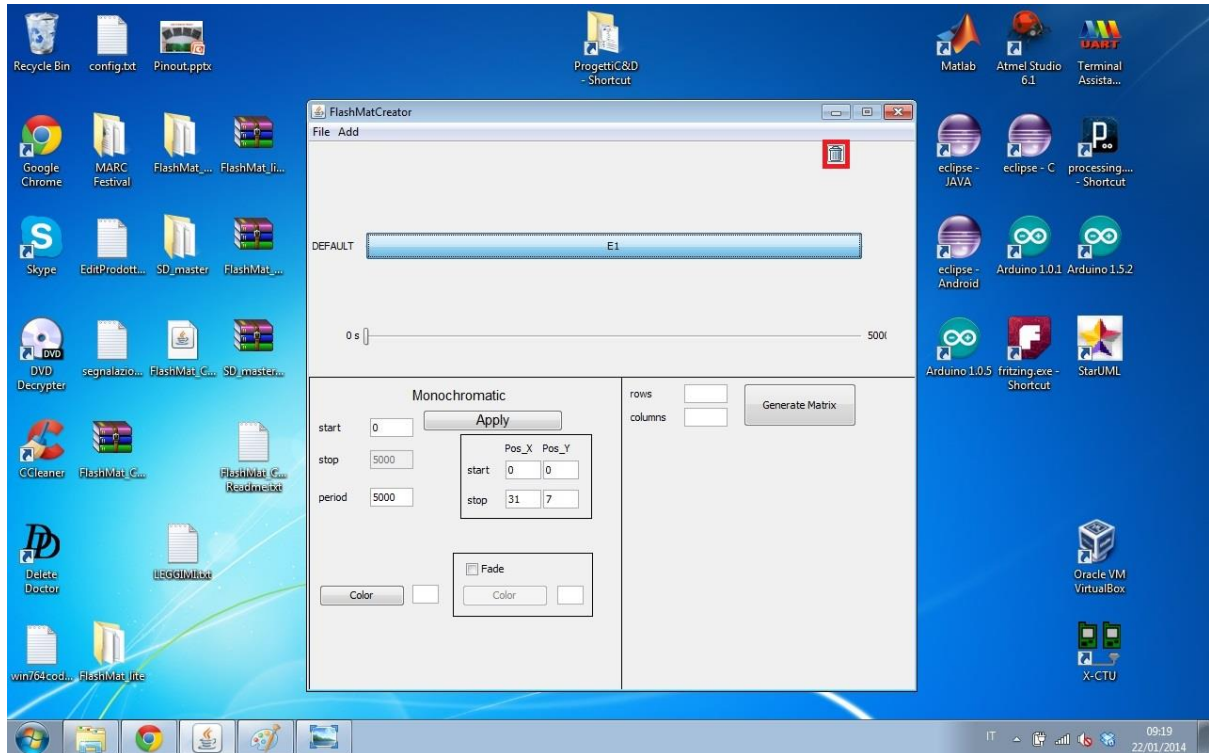 Recycle Bin
config.txt
Pinout.pptx
ProgettiC&D
- Shortcut
Matlab
Atmel Studio
6.1
UART
Terminal
Assista...
Google
Chrome
MARC
Festival
FlashMat_...
FlashMat_li...
eclipse -
JAVA
eclipse - C
processing....
- Shortcut
Skype
EditProdott...
SD_master
FlashMat_...
eclipse -
Android
Arduino 1.0.1
Arduino 1.5.2
DVD
DVD
Decrypter
segnalazio...
FlashMat_C...
SD_master...
Arduino 1.0.5
fritzing.exe -
Shortcut
StarUML
CCleaner
FlashMat_C...
FlashMat_C...
Readme.txt
Delete
Doctor
LEGGIMI.txt
Oracle VM
VirtualBox
win764cod...
FlashMat_lite
X-CTU
FlashMatCreator
File Add
DEFAULT
E1
0 s
500(
Monochromatic
Apply
start 0
stop 5000
period 5000
Pos_X Pos_Y
start 0 0
stop 31 7
Color
Fade
Color
rows
columns
Generate Matrix
IT
09:19
22/01/2014